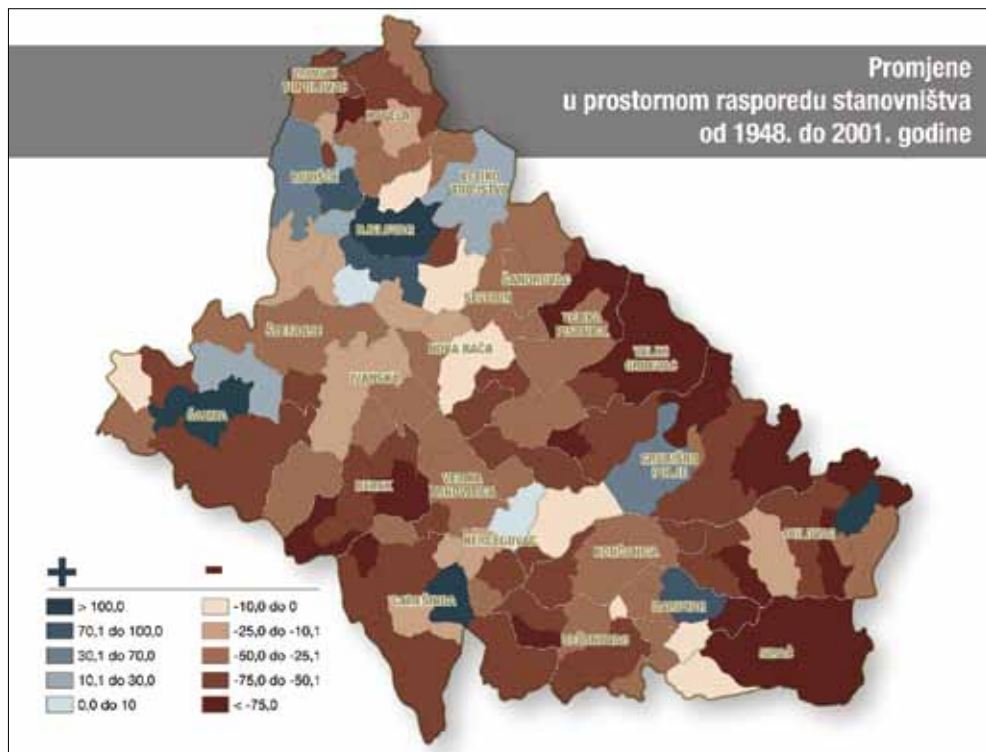 Promjene
u prostornom rasporedu stanovništva
od 1948. do 2001. godine
KAPELA
ROVIŠĆE
VELIKO TROJSTVO
BJELOVAR
ŠANDROVAC
SEVERIN
VELIKA PISANICA
ŠTEFANJE
NOVA RAČA
VELIKI GRĐEVAC
IVANSKA
ČAZMA
GRUBIŠNO POLJE
BEREK
VELIKA
HERCEGOVAC
KONČANICA
GAREŠNICA
DARUVAR
DEŽANOVAC
SIRAČ
+ -
> 100,0
70,1 do 100,0
30,1 do 70,0
10,1 do 30,0
0,0 do 10
-10,0 do 0
-25,0 do -10,1
-50,0 do -25,1
-75,0 do -50,1
< -75,0